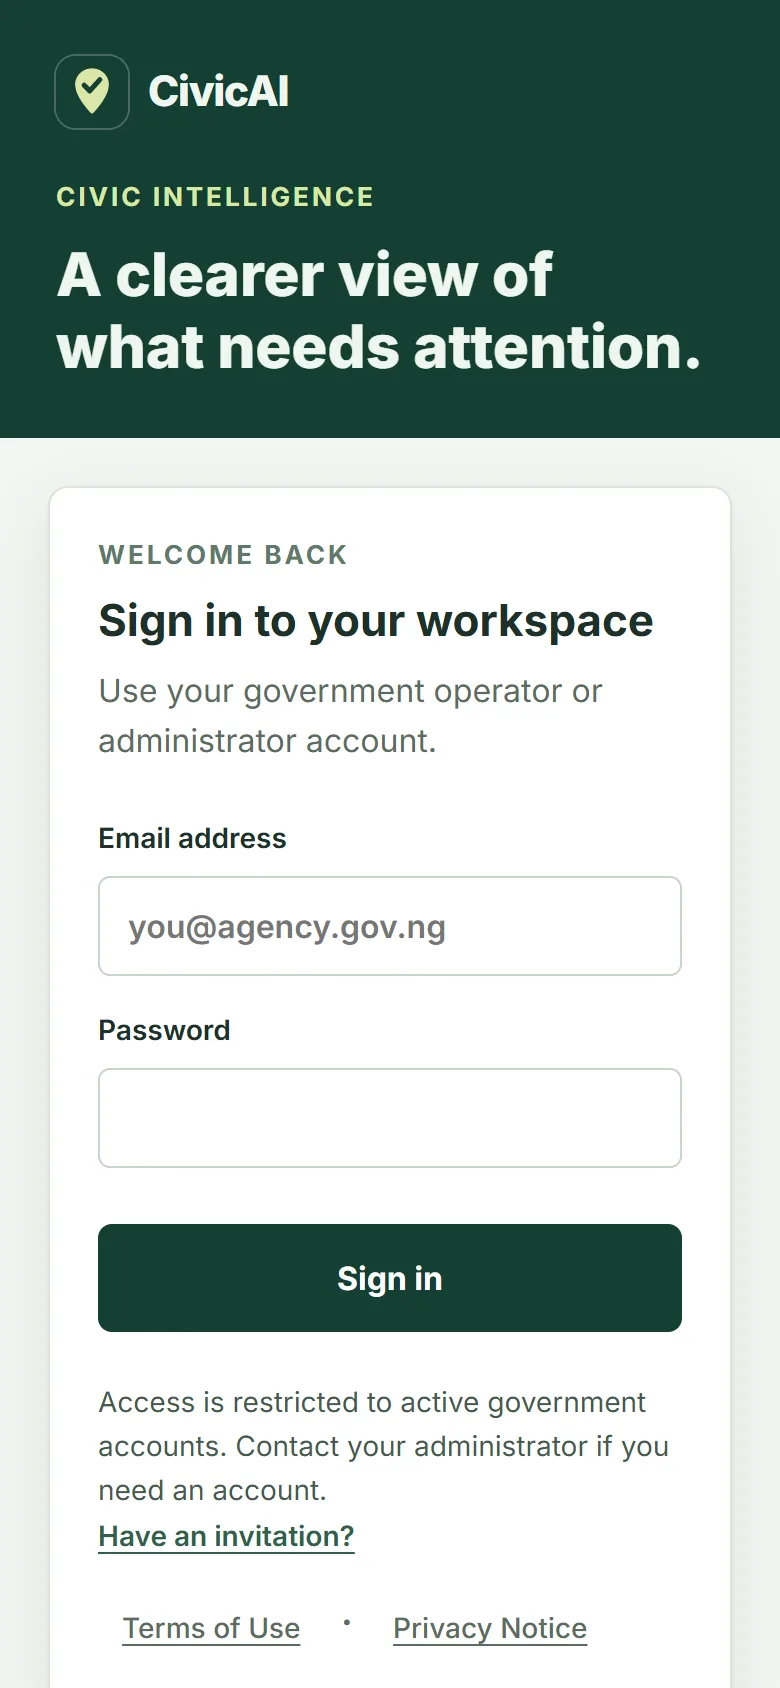 CivicAI
CIVIC INTELLIGENCE
A clearer view of
what needs attention.
WELCOME BACK
Sign in to your workspace
Use your government operator or
administrator account.
Email address
you@agency.gov.ng
Password
Sign in
Access is restricted to active government
accounts. Contact your administrator if you
need an account.
Have an invitation?
Terms of Use · Privacy Notice